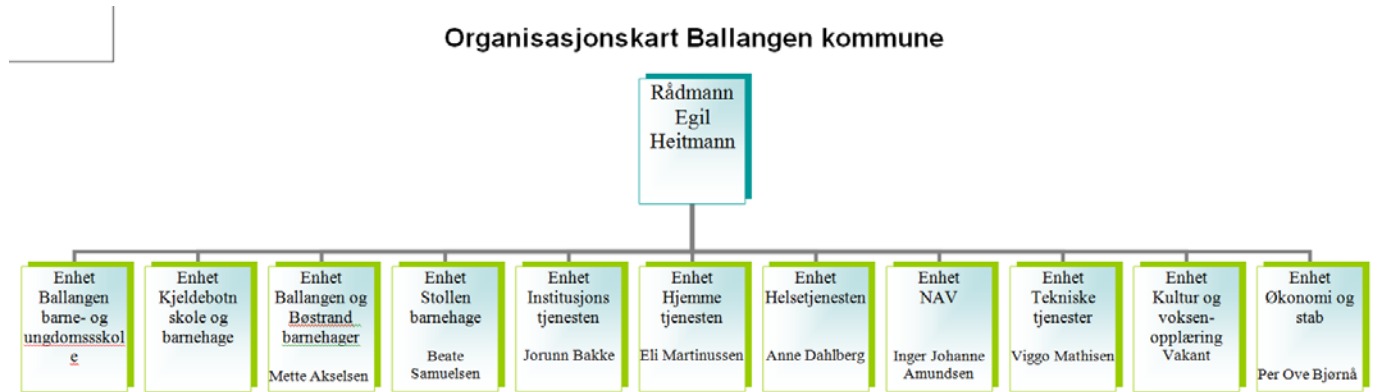 Organisasjonskart Ballangen kommune
Rådmann
Egil
Heitmann
Enhet
Ballangen
barne- og
ungdomssskol
e
Enhet
Kjeldebotn
skole og
barnehage
Enhet
Ballangen og
Bøstrand
barnehager
Mette Akselsen
Enhet
Stollen
barnehage
Beate
Samuelsen
Enhet
Institusjons
tjenesten
Jorunn Bakke
Enhet
Hjemme
tjenesten
Eli Martinussen
Enhet
Helsetjenesten
Anne Dahlberg
Enhet
NAV
Inger Johanne
Amundsen
Enhet
Tekniske
tjenester
Viggo Mathisen
Enhet
Kultur og
voksen-
opplæring
Vakant
Enhet
Økonomi og
stab
Per Ove Bjørnå